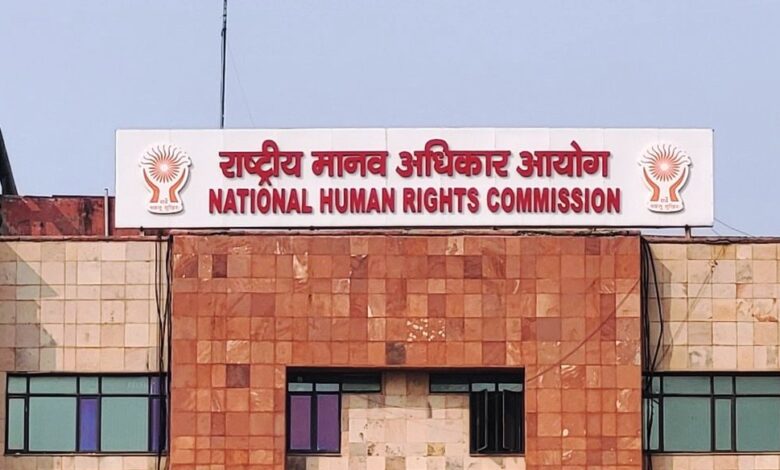 राष्ट्रीय मानव अधिकार आयोग
NATIONAL HUMAN RIGHTS COMMISSION